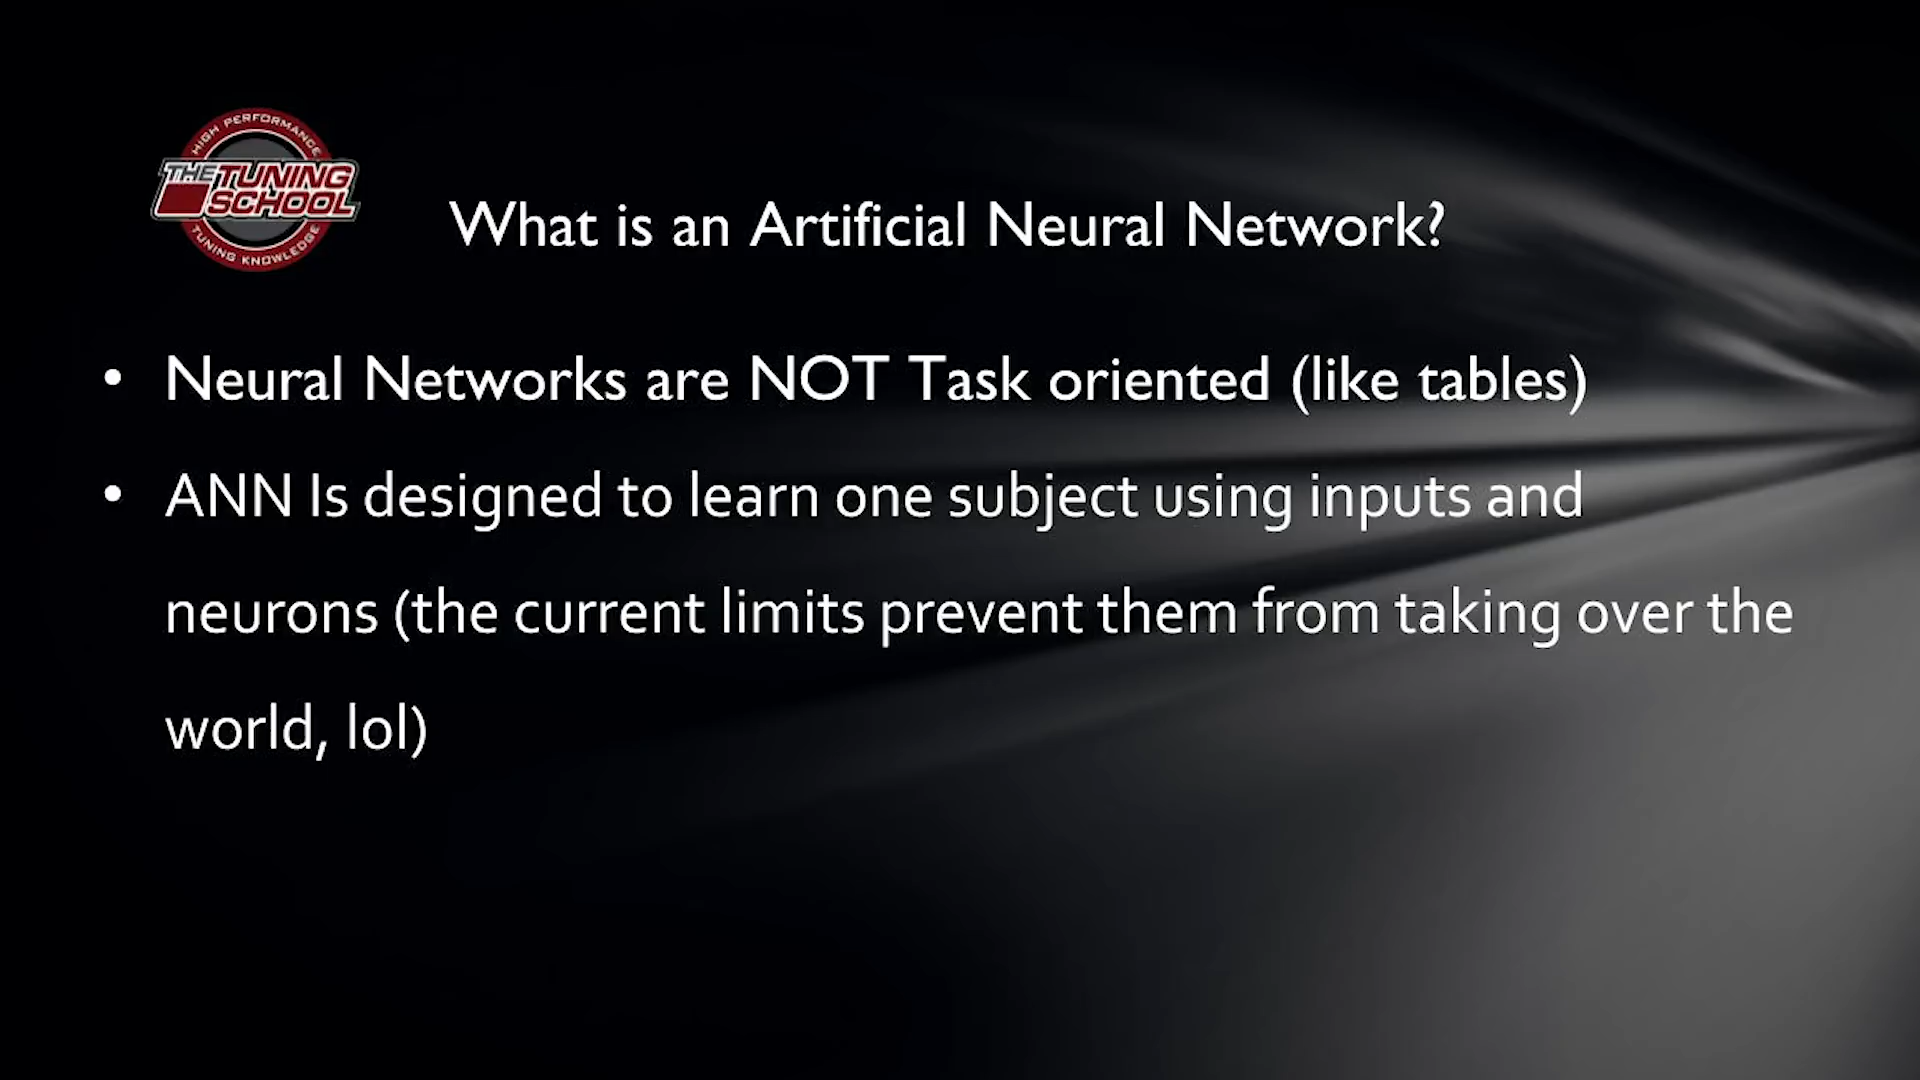 HIGH PERFORMANCE
THE TUNING
SCHOOL
TUNING KNOWLEDGE
What is an Artificial Neural Network?
• Neural Networks are NOT Task oriented (like tables)
• ANN Is designed to learn one subject using inputs and
neurons (the current limits prevent them from taking over the
world, lol)